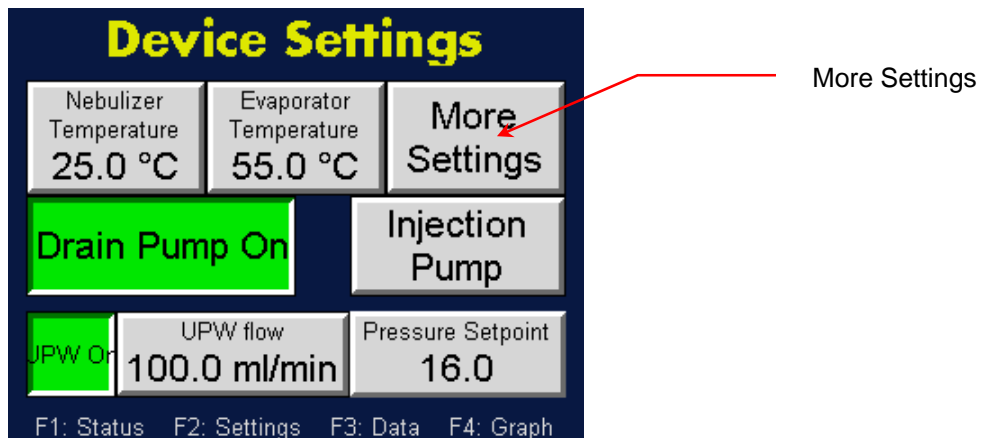 Device Settings
More Settings
Nebulizer
Temperature
25.0 °C
Evaporator
Temperature
55.0 °C
More
Settings
Drain Pump On
Injection
Pump
UPW On
UPW flow
100.0 ml/min
Pressure Setpoint
16.0
F1: Status F2: Settings F3: Data F4: Graph